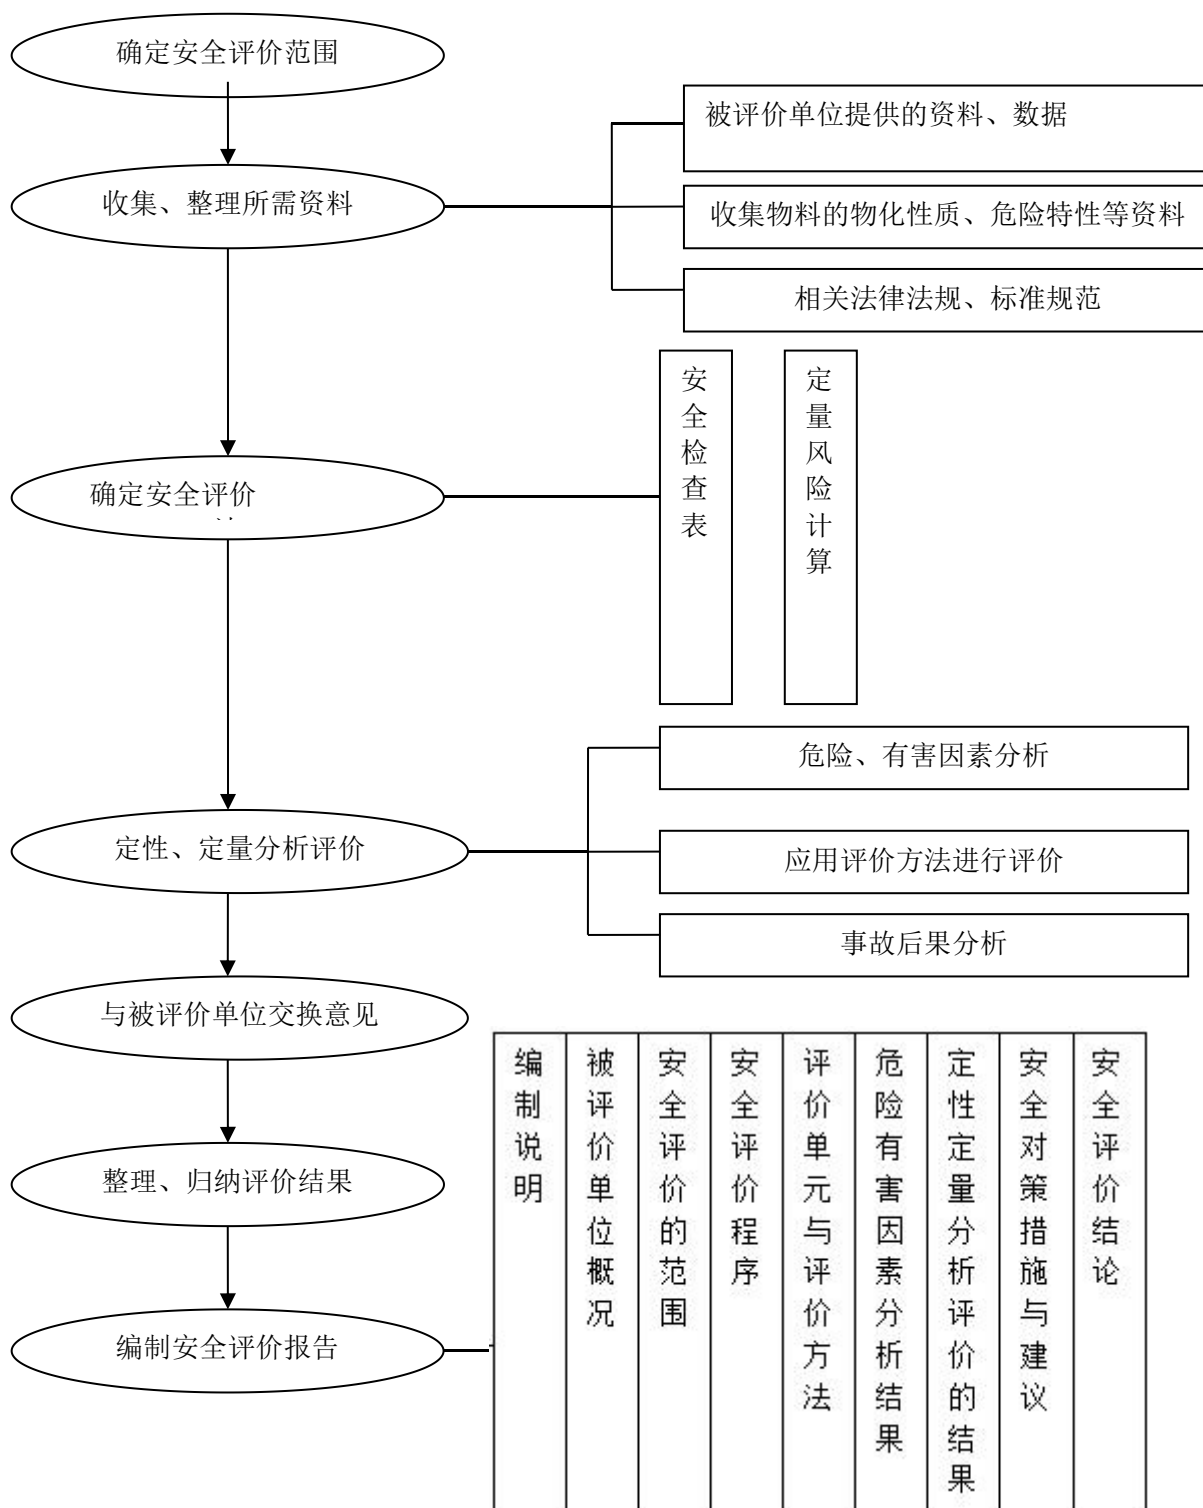 确定安全评价范围
被评价单位提供的资料、数据
收集、整理所需资料
收集物料的物化性质、危险特性等资料
相关法律法规、标准规范
安全检查表
定量风险计算
确定安全评价
危险、有害因素分析
定性、定量分析评价
应用评价方法进行评价
事故后果分析
与被评价单位交换意见
整理、归纳评价结果
编制安全评价报告
编制说明
被评价单位概况
安全评价的范围
安全评价程序
评价单元与评价方法
危险有害因素分析结果
定性定量分析评价的结果
安全对策措施与建议
安全评价结论